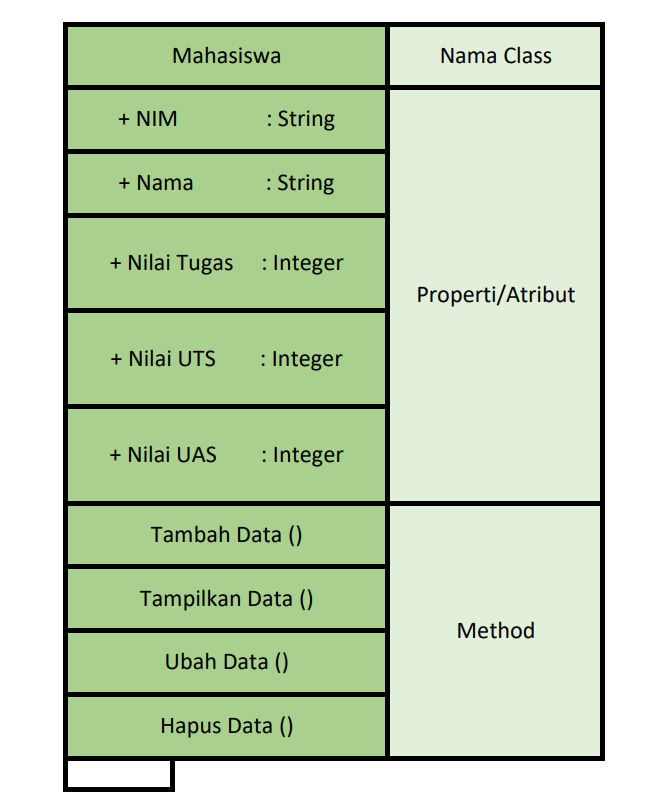 Mahasiswa Nama Class
+ NIM : String
+ Nama : String
+ Nilai Tugas : Integer
Properti/Atribut
+ Nilai UTS : Integer
+ Nilai UAS : Integer
Tambah Data ()
Tampilkan Data ()
Method
Ubah Data ()
Hapus Data ()